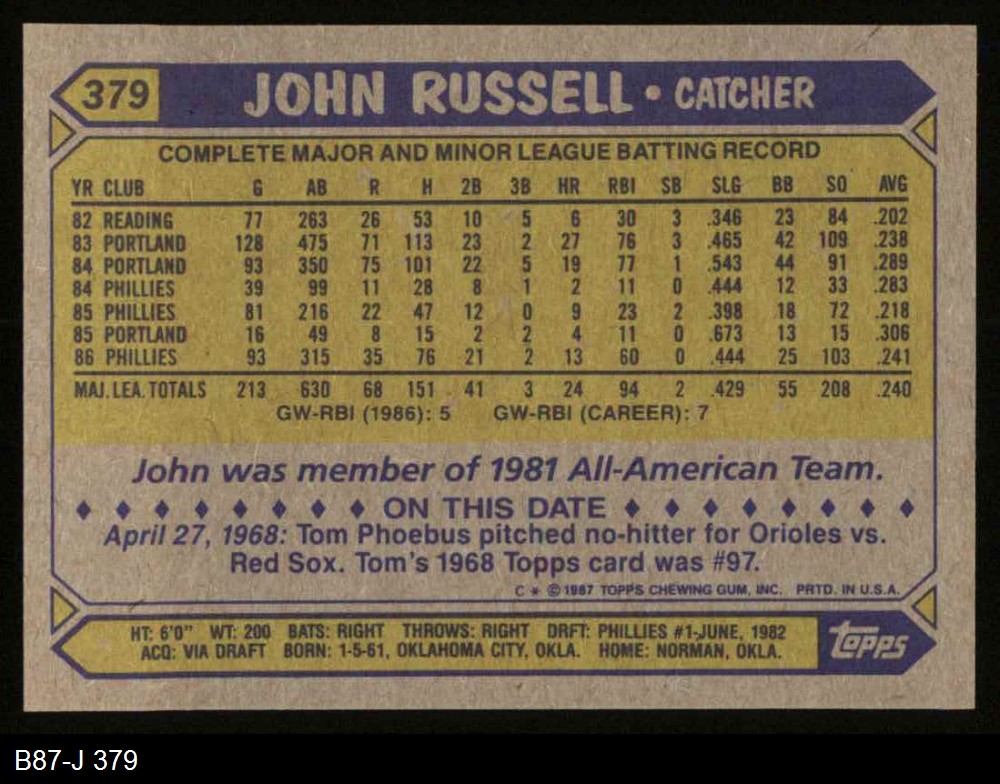 379 JOHN RUSSELL • CATCHER
COMPLETE MAJOR AND MINOR LEAGUE BATTING RECORD
YR CLUB G AB R H 2B 3B HR RBI SB SLG BB SO AVG
82 READING 77 263 26 53 10 5 6 30 3 .346 23 84 .202
83 PORTLAND 128 475 71 113 23 2 27 76 3 .465 42 109 .238
84 PORTLAND 93 350 75 101 22 5 19 77 1 .543 44 91 .289
84 PHILLIES 39 99 11 28 8 1 2 11 0 .444 12 33 .283
85 PHILLIES 81 216 22 47 12 0 9 23 2 .398 18 72 .218
85 PORTLAND 16 49 8 15 2 2 4 11 0 .673 13 15 .306
86 PHILLIES 93 315 35 76 21 2 13 60 0 .444 25 103 .241
MAJ. LEA. TOTALS 213 630 68 151 41 3 24 94 2 .429 55 208 .240
GW-RBI (1986): 5 GW-RBI (CAREER): 7
John was member of 1981 All-American Team.
♦ ♦ ♦ ♦ ♦ ♦ ♦ ♦ ON THIS DATE ♦ ♦ ♦ ♦ ♦ ♦ ♦ ♦
April 27, 1968: Tom Phoebus pitched no-hitter for Orioles vs.
Red Sox. Tom's 1968 Topps card was #97.
C * © 1987 TOPPS CHEWING GUM, INC. PRTD. IN U.S.A.
HT: 6'0" WT: 200 BATS: RIGHT THROWS: RIGHT DRFT: PHILLIES #1-JUNE, 1982
ACQ: VIA DRAFT BORN: 1-5-61, OKLAHOMA CITY, OKLA. HOME: NORMAN, OKLA.
topps
B87-J 379